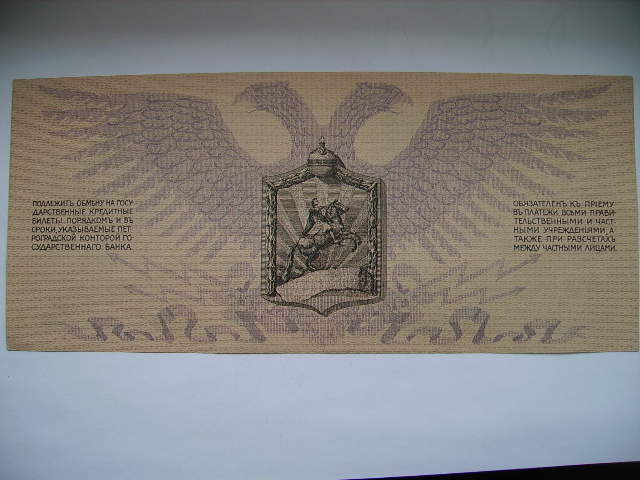 ПОДЛЕЖИТЪ ОБМѢНУ НА ГОСУ
ДАРСТВЕННЫЕ КРЕДИТНЫЕ
БИЛЕТЫ ПОРЯДКОМЪ И ВЪ
СРОКИ, УКАЗЫВАЕМЫЕ ПЕТ
РОГРАДСКОЙ КОНТОРОЙ ГО
СУДАРСТВЕННАГО БАНКА
ОБЯЗАТЕЛЕНЪ КЪ ПРІЕМУ
ВЪ ПЛАТЕЖИ ВСѢМИ ПРАВИ
ТЕЛЬСТВЕННЫМИ И ЧАСТ
НЫМИ УЧРЕЖДЕНІЯМИ, А
ТАКЖЕ ПРИ РАЗСЧЕТАХЪ
МЕЖДУ ЧАСТНЫМИ ЛИЦАМИ